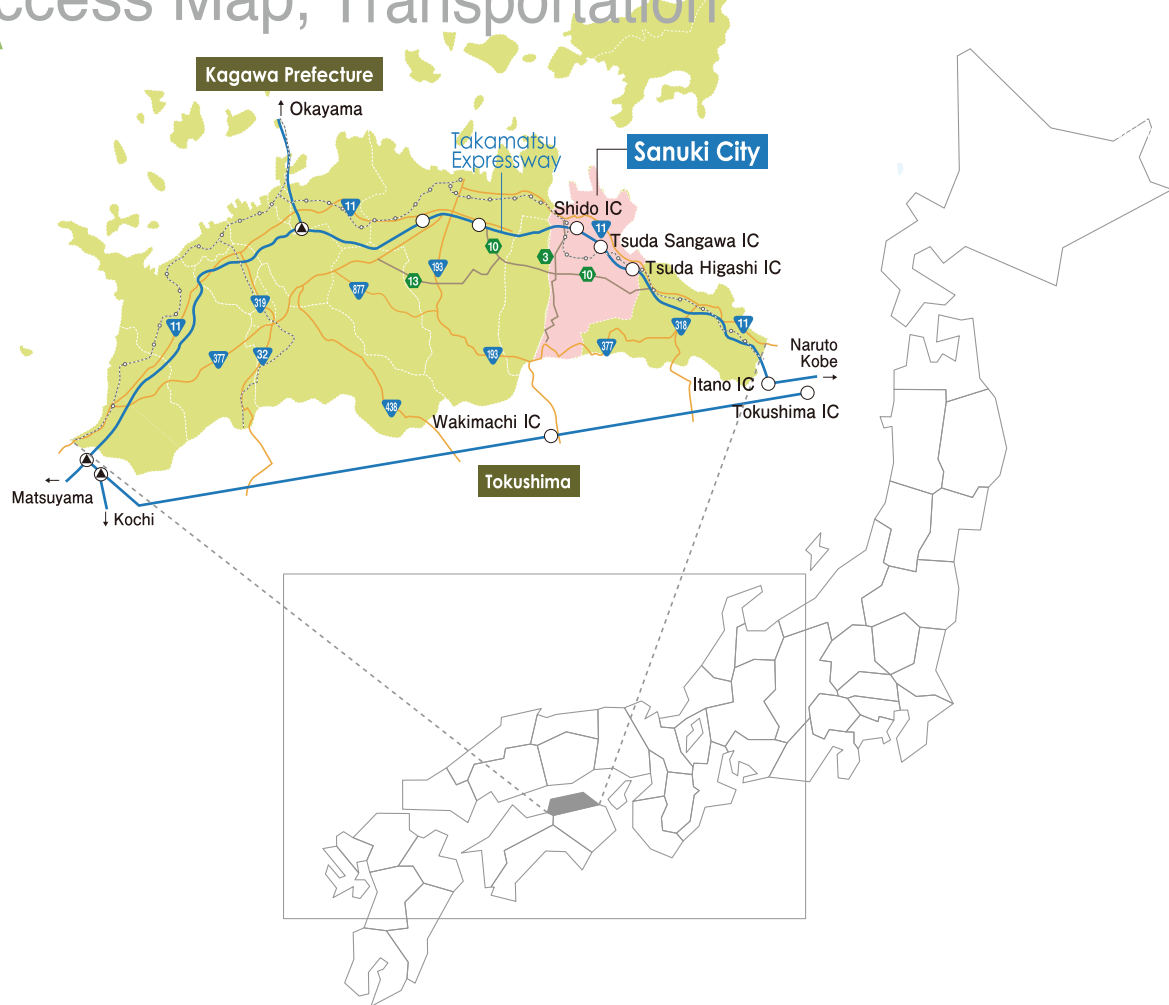 ccess Map, Transportation
Kagawa Prefecture
↑ Okayama
Takamatsu
Expressway
Sanuki City
Shido IC
11
11
Tsuda Sangawa IC
10
3
193
Tsuda Higashi IC
13
10
877
319
11
318
11
377
32
193
377
Naruto
Kobe
→
Itano IC
438
Tokushima IC
Wakimachi IC
Tokushima
←
Matsuyama
↓ Kochi